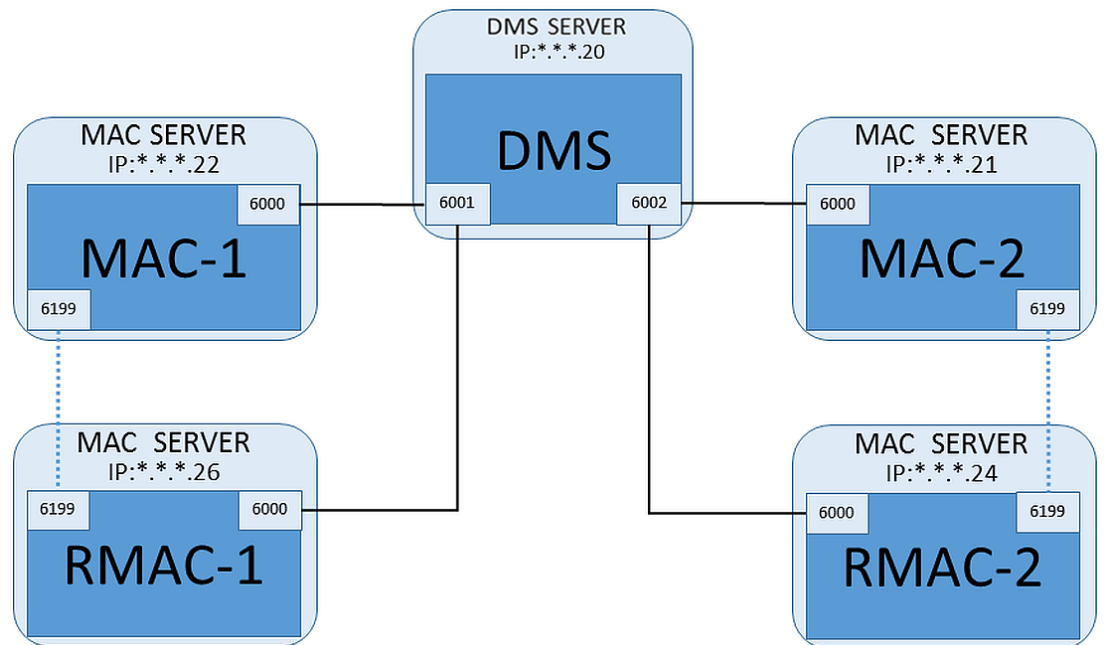 DMS SERVER
IP:*.*.*.20
DMS
6001
6002
MAC SERVER
IP:*.*.*.22
6000
MAC-1
6199
MAC SERVER
IP:*.*.*.21
6000
MAC-2
6199
MAC SERVER
IP:*.*.*.26
6199
6000
RMAC-1
MAC SERVER
IP:*.*.*.24
6000
6199
RMAC-2